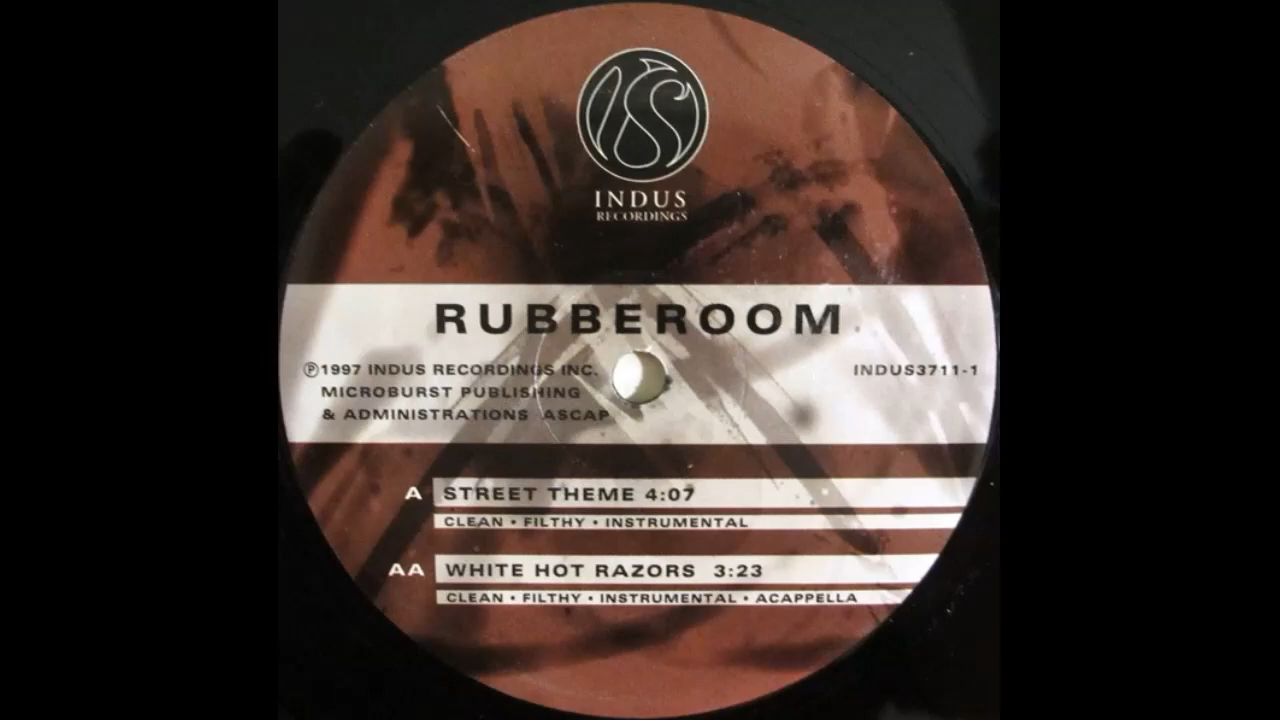 INDUS
RECORDINGS
RUBBEROOM
℗1997 INDUS RECORDINGS INC.
MICROBURST PUBLISHING
& ADMINISTRATIONS ASCAP
INDUS3711-1
A STREET THEME 4:07
CLEAN • FILTHY • INSTRUMENTAL
AA WHITE HOT RAZORS 3:23
CLEAN • FILTHY • INSTRUMENTAL • ACAPPELLA